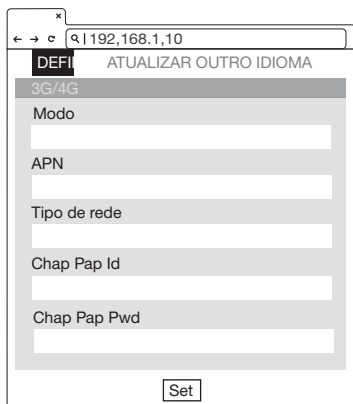 192,168.1,10
DEFI ATUALIZAR OUTRO IDIOMA
3G/4G
Modo
APN
Tipo de rede
Chap Pap Id
Chap Pap Pwd
Set